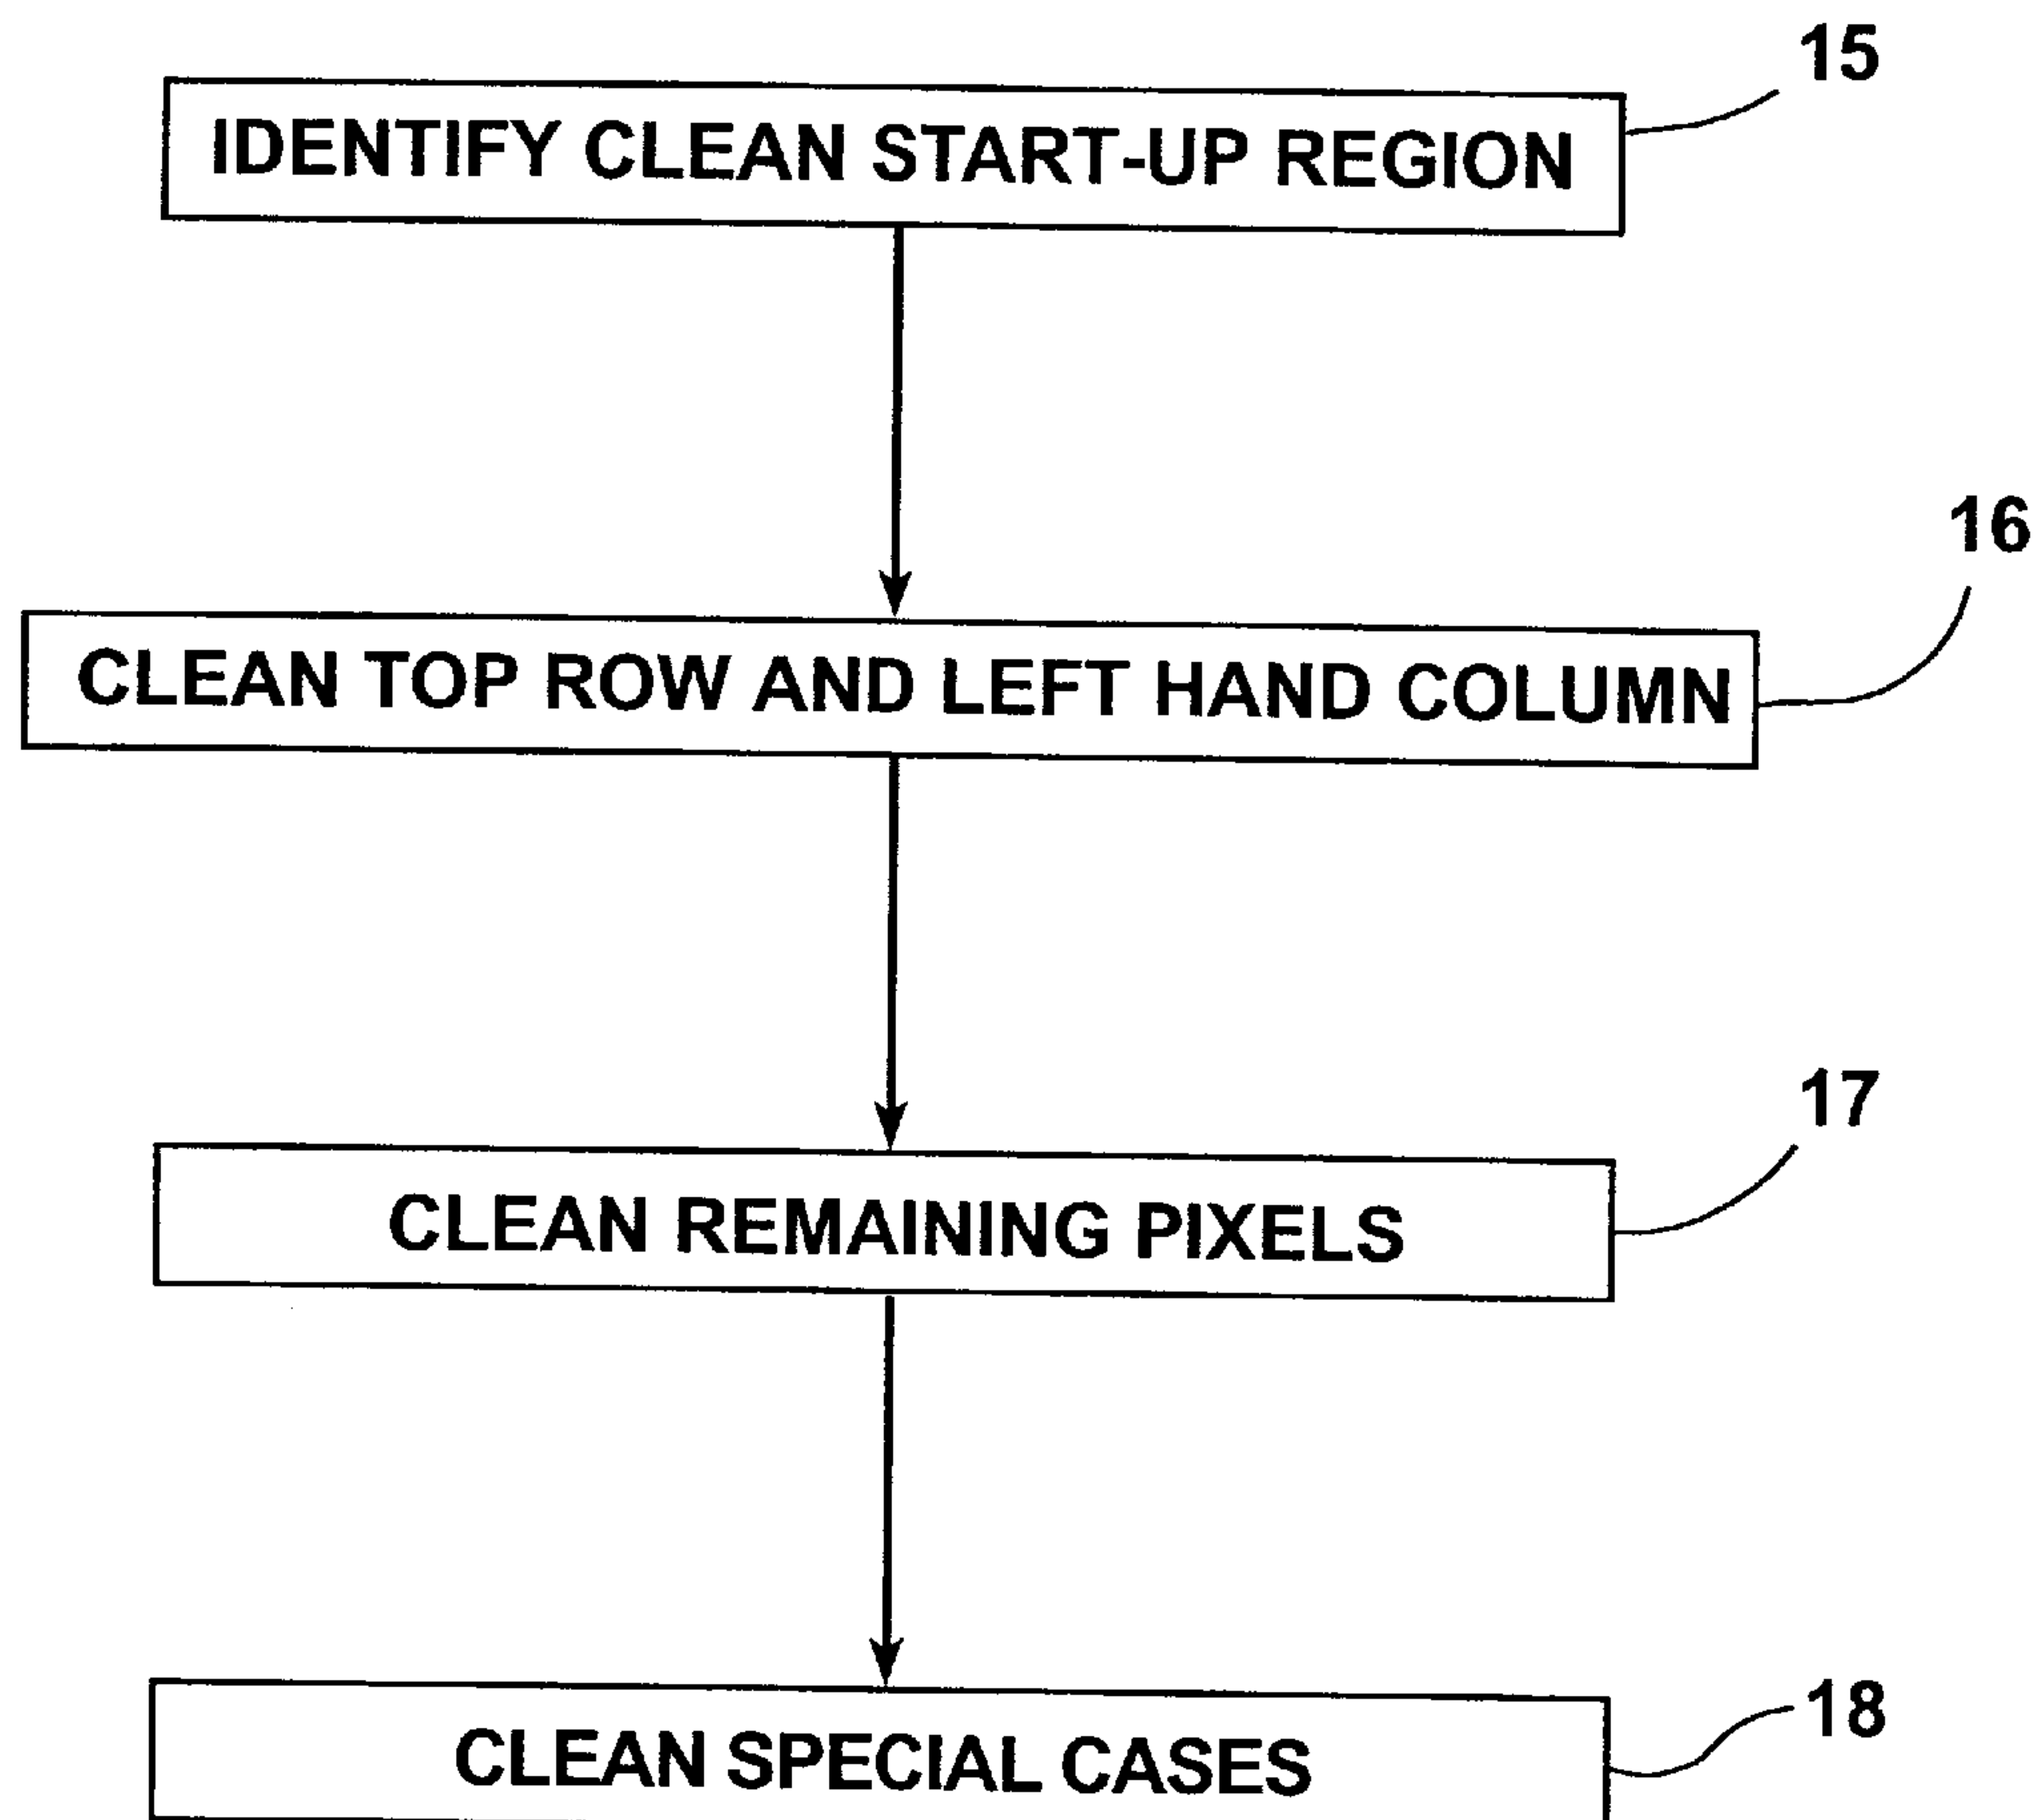 15
IDENTIFY CLEAN START-UP REGION
16
CLEAN TOP ROW AND LEFT HAND COLUMN
17
CLEAN REMAINING PIXELS
18
CLEAN SPECIAL CASES